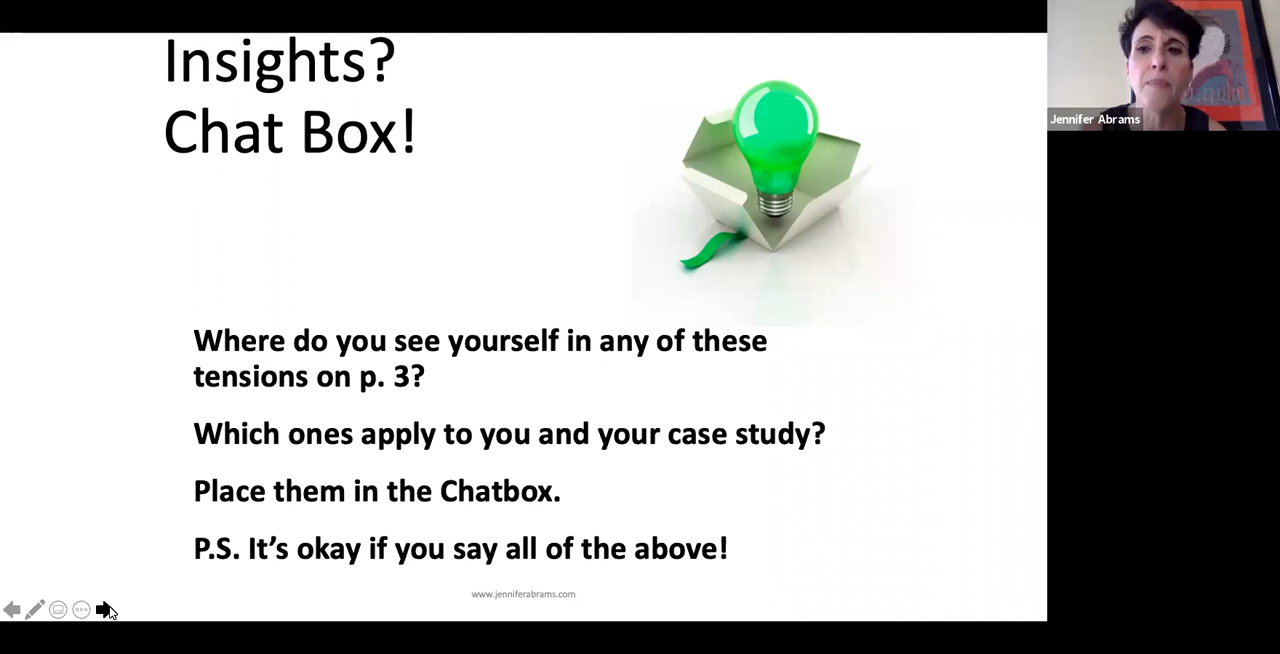 Insights?
Chat Box!
Jennifer Abrams
Where do you see yourself in any of these
tensions on p. 3?
Which ones apply to you and your case study?
Place them in the Chatbox.
P.S. It’s okay if you say all of the above!
www.jenniferabrams.com